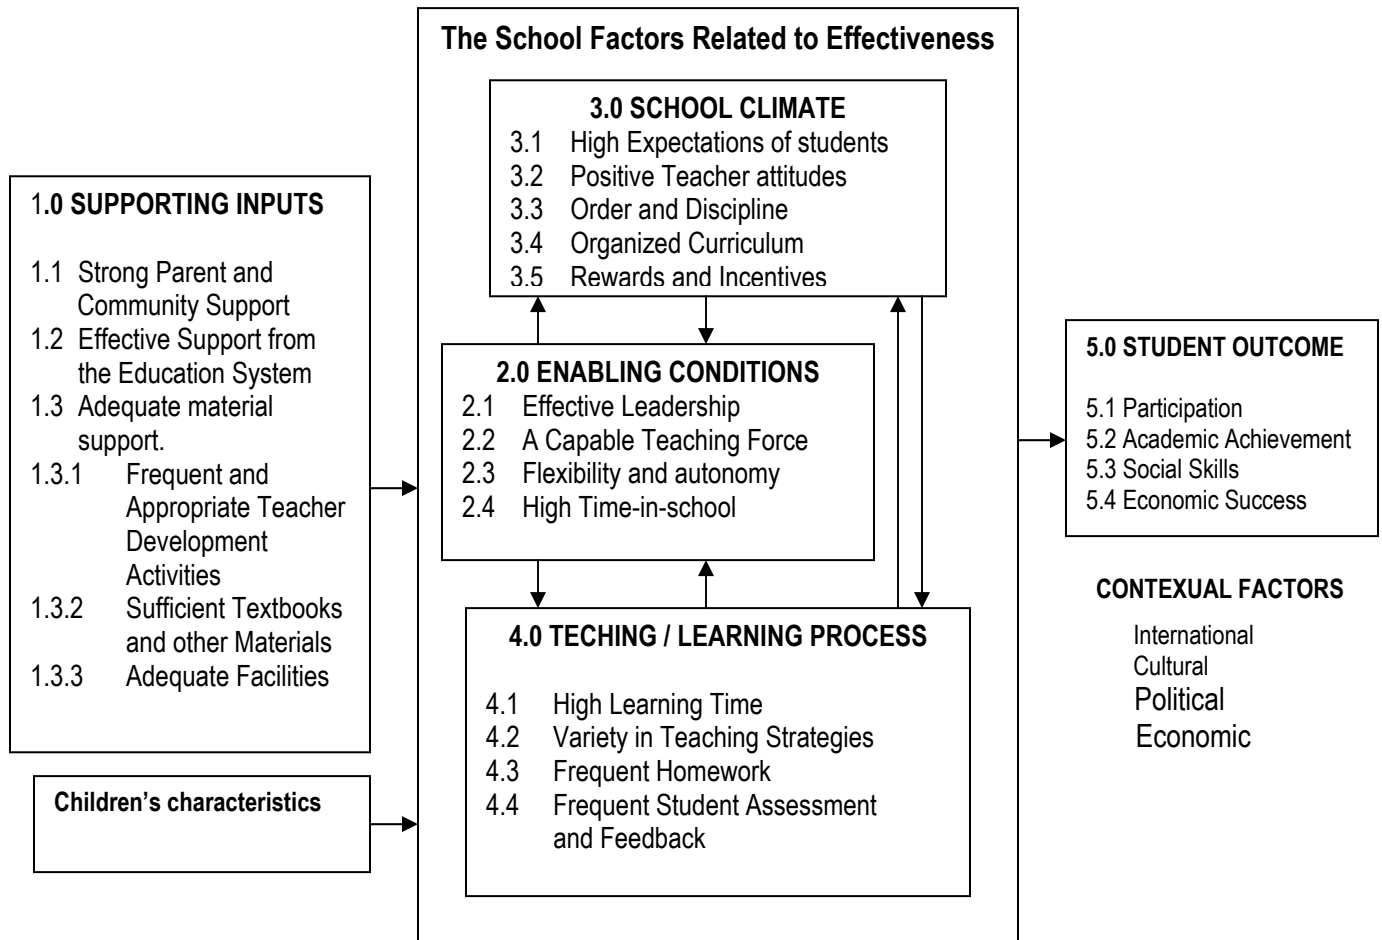 The School Factors Related to Effectiveness
3.0 SCHOOL CLIMATE
3.1 High Expectations of students
3.2 Positive Teacher attitudes
3.3 Order and Discipline
3.4 Organized Curriculum
3.5 Rewards and Incentives
1.0 SUPPORTING INPUTS
1.1 Strong Parent and
Community Support
1.2 Effective Support from
the Education System
1.3 Adequate material
support.
1.3.1 Frequent and
Appropriate Teacher
Development
Activities
1.3.2 Sufficient Textbooks
and other Materials
1.3.3 Adequate Facilities
Children's characteristics
2.0 ENABLING CONDITIONS
2.1 Effective Leadership
2.2 A Capable Teaching Force
2.3 Flexibility and autonomy
2.4 High Time-in-school
4.0 TECHING / LEARNING PROCESS
4.1 High Learning Time
4.2 Variety in Teaching Strategies
4.3 Frequent Homework
4.4 Frequent Student Assessment
and Feedback
5.0 STUDENT OUTCOME
5.1 Participation
5.2 Academic Achievement
5.3 Social Skills
5.4 Economic Success
CONTEXUAL FACTORS
International
Cultural
Political
Economic